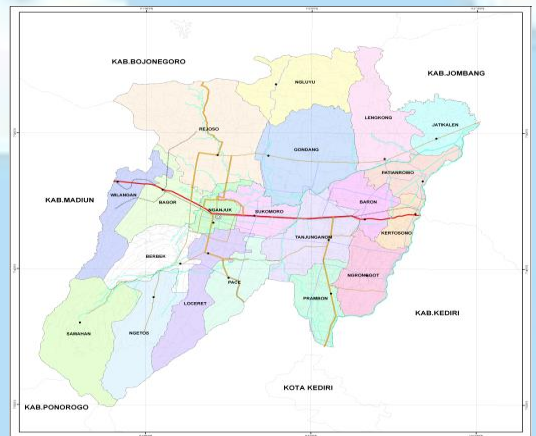 KAB.BOJONEGORO
KAB.JOMBANG
NGLUYU
LENGKONG
JATIKALEN
REJOSO
GONDANG
PATIANROWO
WILANGAN
KAB.MADIUN
BAGOR
NGANJUK
SUKOMORO
BARON
TANJUNGANOM
KERTOSONO
BERBEK
NGRONGGOT
PACE
LOCERET
PRAMBON
KAB.KEDIRI
SAWAHAN
NGETOS
KOTA KEDIRI
KAB.PONOROGO